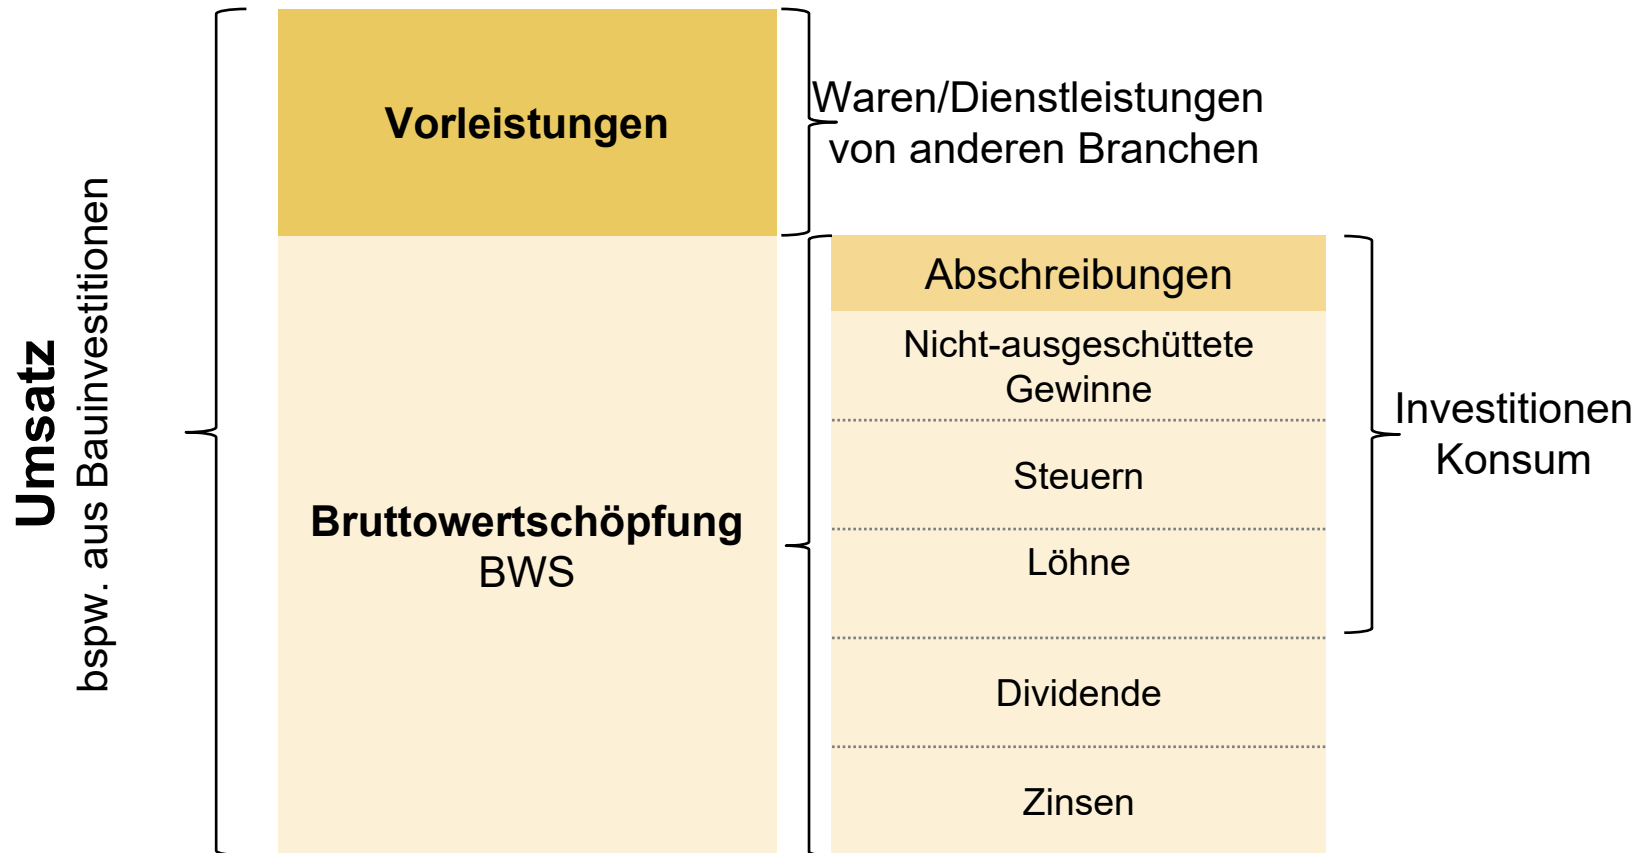 Umsatz
bspw. aus Bauinvestitionen
Vorleistungen
Waren/Dienstleistungen
von anderen Branchen
Bruttowertschöpfung
BWS
Abschreibungen
Nicht-ausgeschüttete
Gewinne
Steuern
Löhne
Dividende
Zinsen
Investitionen
Konsum